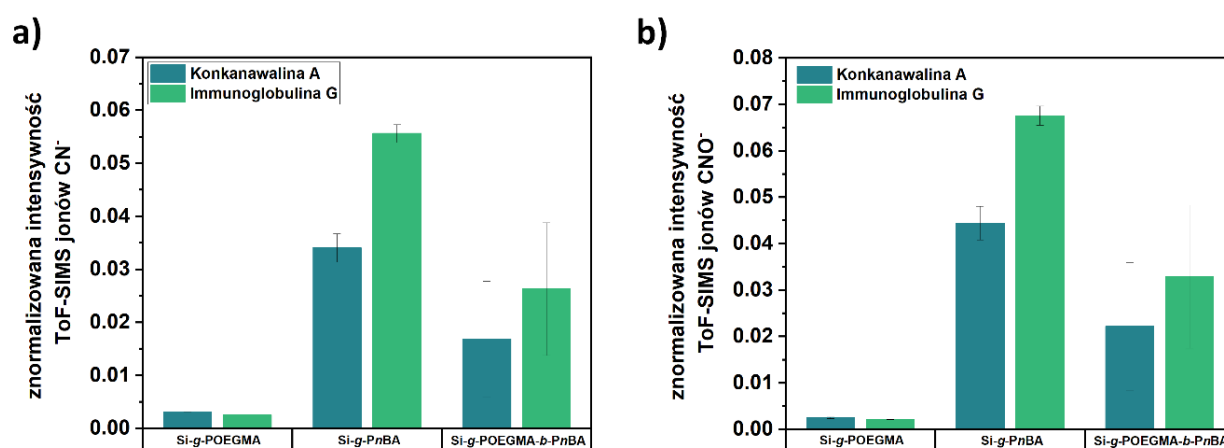 a)
znormalizowana intensywność
ToF-SIMS jonów CN⁻
0.07
0.06
0.05
0.04
0.03
0.02
0.01
0.00
Konkanawalina A
Immunoglobulina G
Si-g-POEGMA
Si-g-PnBA
Si-g-POEGMA-b-PnBA
b)
znormalizowana intensywność
ToF-SIMS jonów CNO⁻
0.08
0.07
0.06
0.05
0.04
0.03
0.02
0.01
0.00
Konkanawalina A
Immunoglobulina G
Si-g-POEGMA
Si-g-PnBA
Si-g-POEGMA-b-PnBA